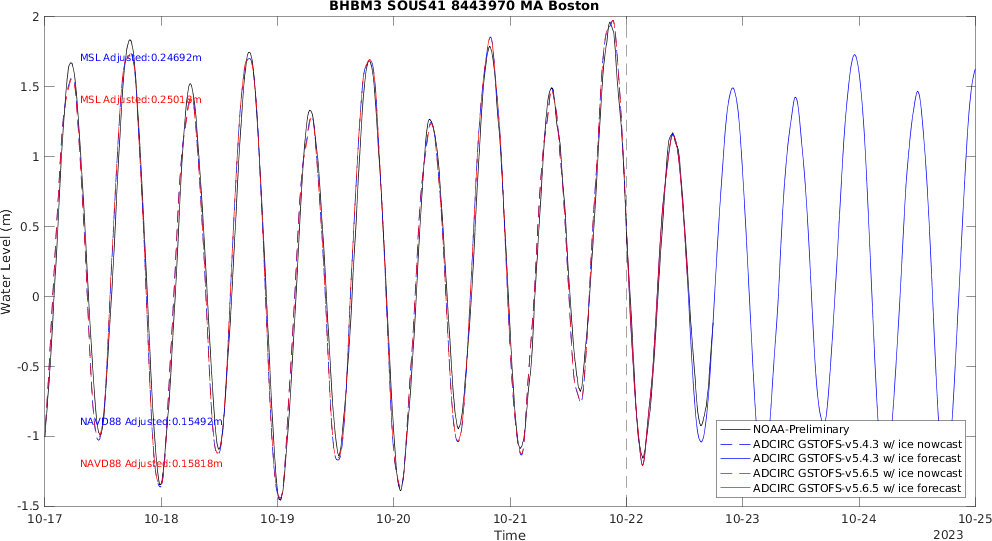 BHBM3 SOUS41 8443970 MA Boston
2
1.5
1
0.5
0
-0.5
-1
-1.5
Water Level (m)
MSL Adjusted:0.24692m
MSL Adjusted:0.25018m
NAVD88 Adjusted:0.15492m
NAVD88 Adjusted:0.15818m
NOAA-Preliminary
ADCIRC GSTOFS-v5.4.3 w/ ice nowcast
ADCIRC GSTOFS-v5.4.3 w/ ice forecast
ADCIRC GSTOFS-v5.6.5 w/ ice nowcast
ADCIRC GSTOFS-v5.6.5 w/ ice forecast
10-17 10-18 10-19 10-20 10-21 10-22 10-23 10-24 10-25
Time
2023